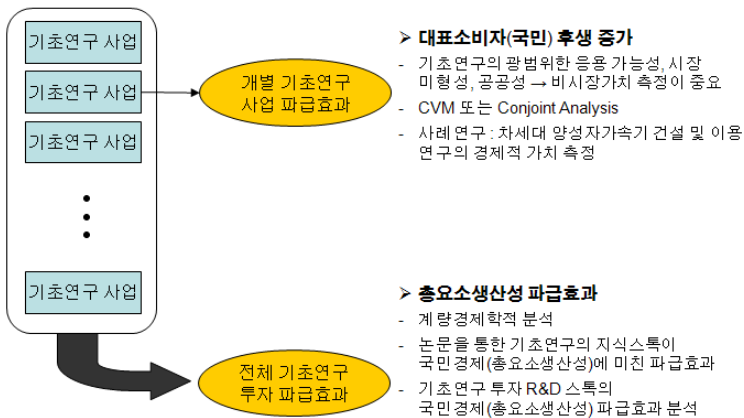 기초연구 사업
기초연구 사업
기초연구 사업
기초연구 사업
개별 기초연구
사업 파급효과
➢ 대표소비자(국민) 후생 증가
- 기초연구의 광범위한 응용 가능성, 시장
미형성, 공공성 → 비시장가치 측정이 중요
- CVM 또는 Conjoint Analysis
- 사례연구 : 차세대 양성자가속기 건설 및 이용
연구의 경제적 가치 측정
전체 기초연구
투자 파급효과
➢ 총요소생산성 파급효과
- 계량경제학적 분석
- 논문을 통한 기초연구의 지식스톡이
국민경제(총요소생산성)에 미친 파급효과
- 기초연구 투자 R&D 스톡의
국민경제(총요소생산성) 파급효과 분석